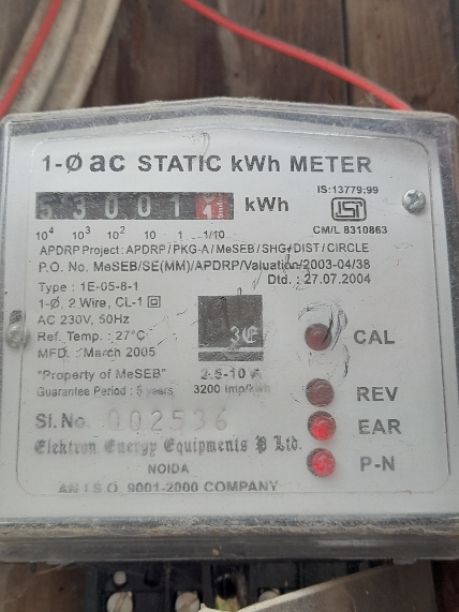 1-Ø ac STATIC kWh METER
53001 1 kWh
IS:13779:99
ISI
CM/L 8310863
10⁴ 10³ 10² 10 1 1/10
APDRP Project: APDRP/PKG-A/MeSEB/SHG/DIST/CIRCLE
P.O. No. MeSEB/SE(MM)/APDRP/Valuation/2003-04/38
Dtd. : 27.07.2004
Type : 1E-05-8-1
1-Ø, 2 Wire, CL-1
AC 230V, 50Hz
Ref. Temp. : 27°C
MFD. : March 2005
3E
CAL
"Property of MeSEB" 2.5-10 A
Guarantee Period : 5 years 3200 Imp/kwh
REV
Sl.No. 002536
EAR
Elektron Energy Equipments P Ltd.
P-N
NOIDA
AN I.S.O. 9001-2000 COMPANY